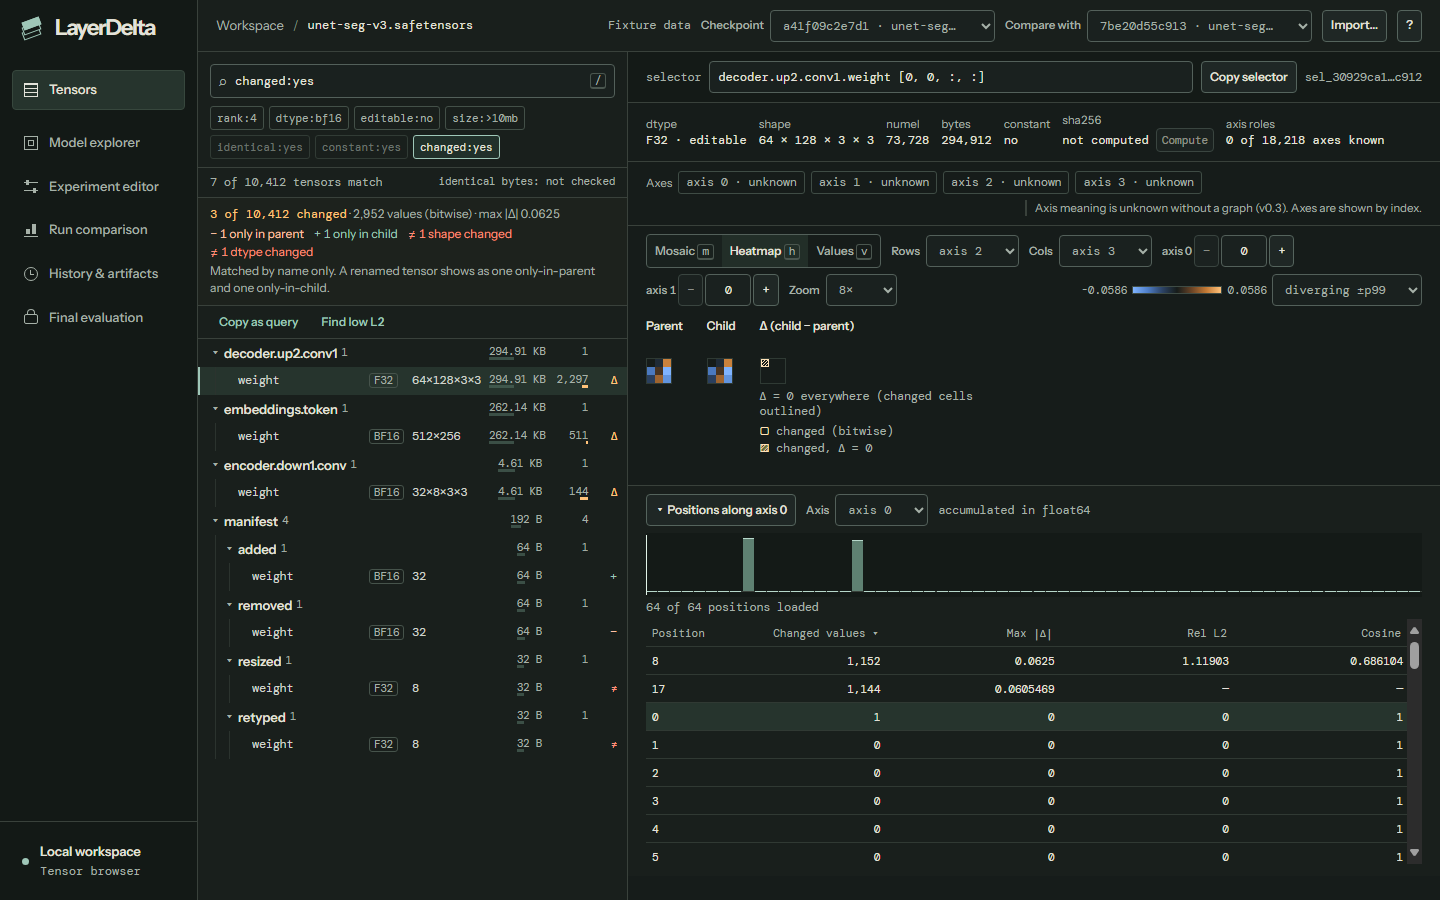 LayerDelta
Workspace / unet-seg-v3.safetensors
Fixture data Checkpoint a41f09c2e7d1 · unet-seg… Compare with 7be20d55c913 · unet-seg… Import… ?
Tensors
Model explorer
Experiment editor
Run comparison
History & artifacts
Final evaluation
Local workspace
Tensor browser
changed:yes /
rank:4 dtype:bf16 editable:no size:>10mb
identical:yes constant:yes changed:yes
7 of 10,412 tensors match identical bytes: not checked
3 of 10,412 changed · 2,952 values (bitwise) · max |Δ| 0.0625
− 1 only in parent + 1 only in child ≠ 1 shape changed
≠ 1 dtype changed
Matched by name only. A renamed tensor shows as one only-in-parent
and one only-in-child.
Copy as query Find low L2
decoder.up2.conv1 1 294.91 KB 1
weight F32 64×128×3×3 294.91 KB 2,297 Δ
embeddings.token 1 262.14 KB 1
weight BF16 512×256 262.14 KB 511 Δ
encoder.down1.conv 1 4.61 KB 1
weight BF16 32×8×3×3 4.61 KB 144 Δ
manifest 4 192 B 4
added 1 64 B 1
weight BF16 32 64 B +
removed 1 64 B 1
weight BF16 32 64 B −
resized 1 32 B 1
weight F32 8 32 B ≠
retyped 1 32 B 1
weight F32 8 32 B ≠
selector decoder.up2.conv1.weight [0, 0, :, :] Copy selector sel_30929ca1…c912
dtype shape numel bytes constant sha256 axis roles
F32 · editable 64 × 128 × 3 × 3 73,728 294,912 no not computed Compute 0 of 18,218 axes known
Axes axis 0 · unknown axis 1 · unknown axis 2 · unknown axis 3 · unknown
Axis meaning is unknown without a graph (v0.3). Axes are shown by index.
Mosaic m Heatmap h Values v Rows axis 2 Cols axis 3 axis 0 − 0 +
axis 1 − 0 + Zoom 8× -0.0586 0.0586 diverging ±p99
Parent Child Δ (child − parent)
Δ = 0 everywhere (changed cells
outlined)
changed (bitwise)
changed, Δ = 0
Positions along axis 0 Axis axis 0 accumulated in float64
64 of 64 positions loaded
Position Changed values Max |Δ| Rel L2 Cosine
8 1,152 0.0625 1.11903 0.686104
17 1,144 0.0605469 — —
0 1 0 0 1
1 0 0 0 1
2 0 0 0 1
3 0 0 0 1
4 0 0 0 1
5 0 0 0 1